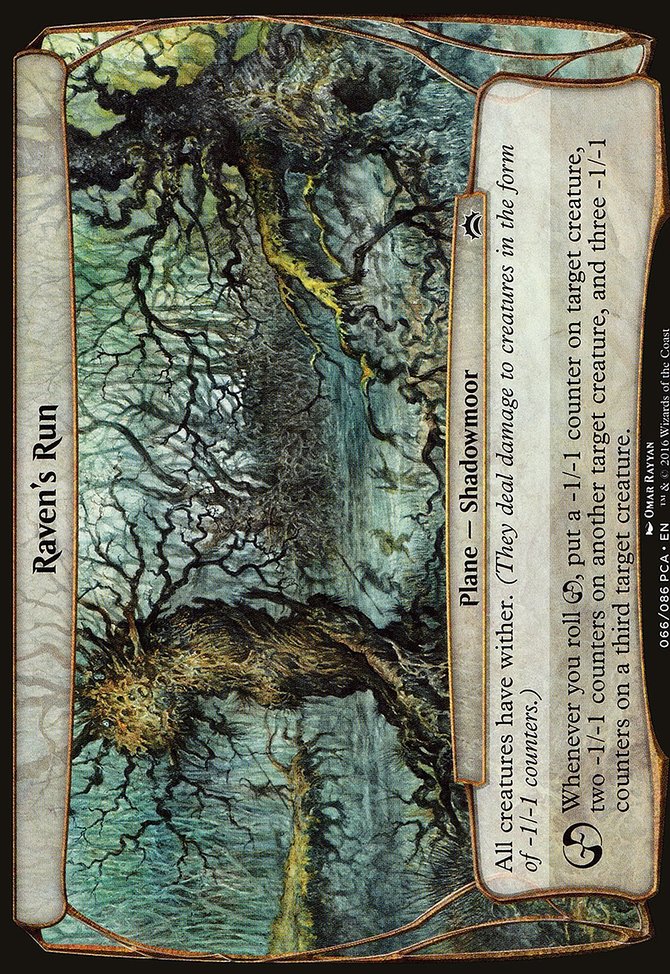 Raven's Run
Plane — Shadowmoor
All creatures have wither. (They deal damage to creatures in the form
of -1/-1 counters.)
Whenever you roll , put a -1/-1 counter on target creature,
two -1/-1 counters on another target creature, and three -1/-1
counters on a third target creature.
OMAR RAYYAN
066/086 PCA • EN & © 2016 Wizards of the Coast